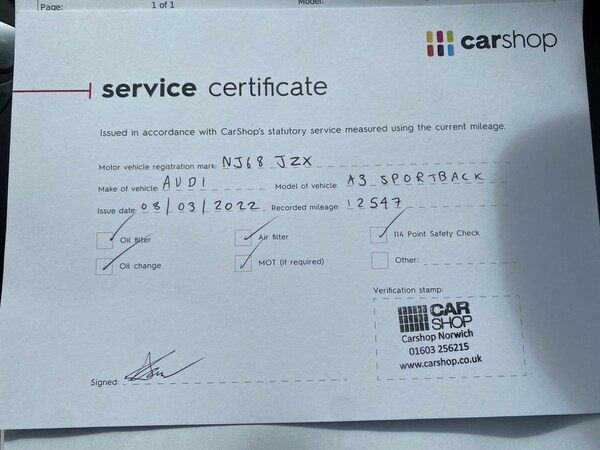 Page: 1 of 1 Model:
carshop
service certificate
Issued in accordance with CarShop's statutory service measured using the current mileage.
Motor vehicle registration mark: NJ68 JZX
Make of vehicle: AUDI Model of vehicle: A3 SPORTBACK
Issue date: 08/03/2022 Recorded mileage: 12547
Oil filter Air filter 114 Point Safety Check
Oil change MOT (if required) Other:
Verification stamp:
CAR
SHOP
Carshop Norwich
01603 256215
www.carshop.co.uk
Signed: